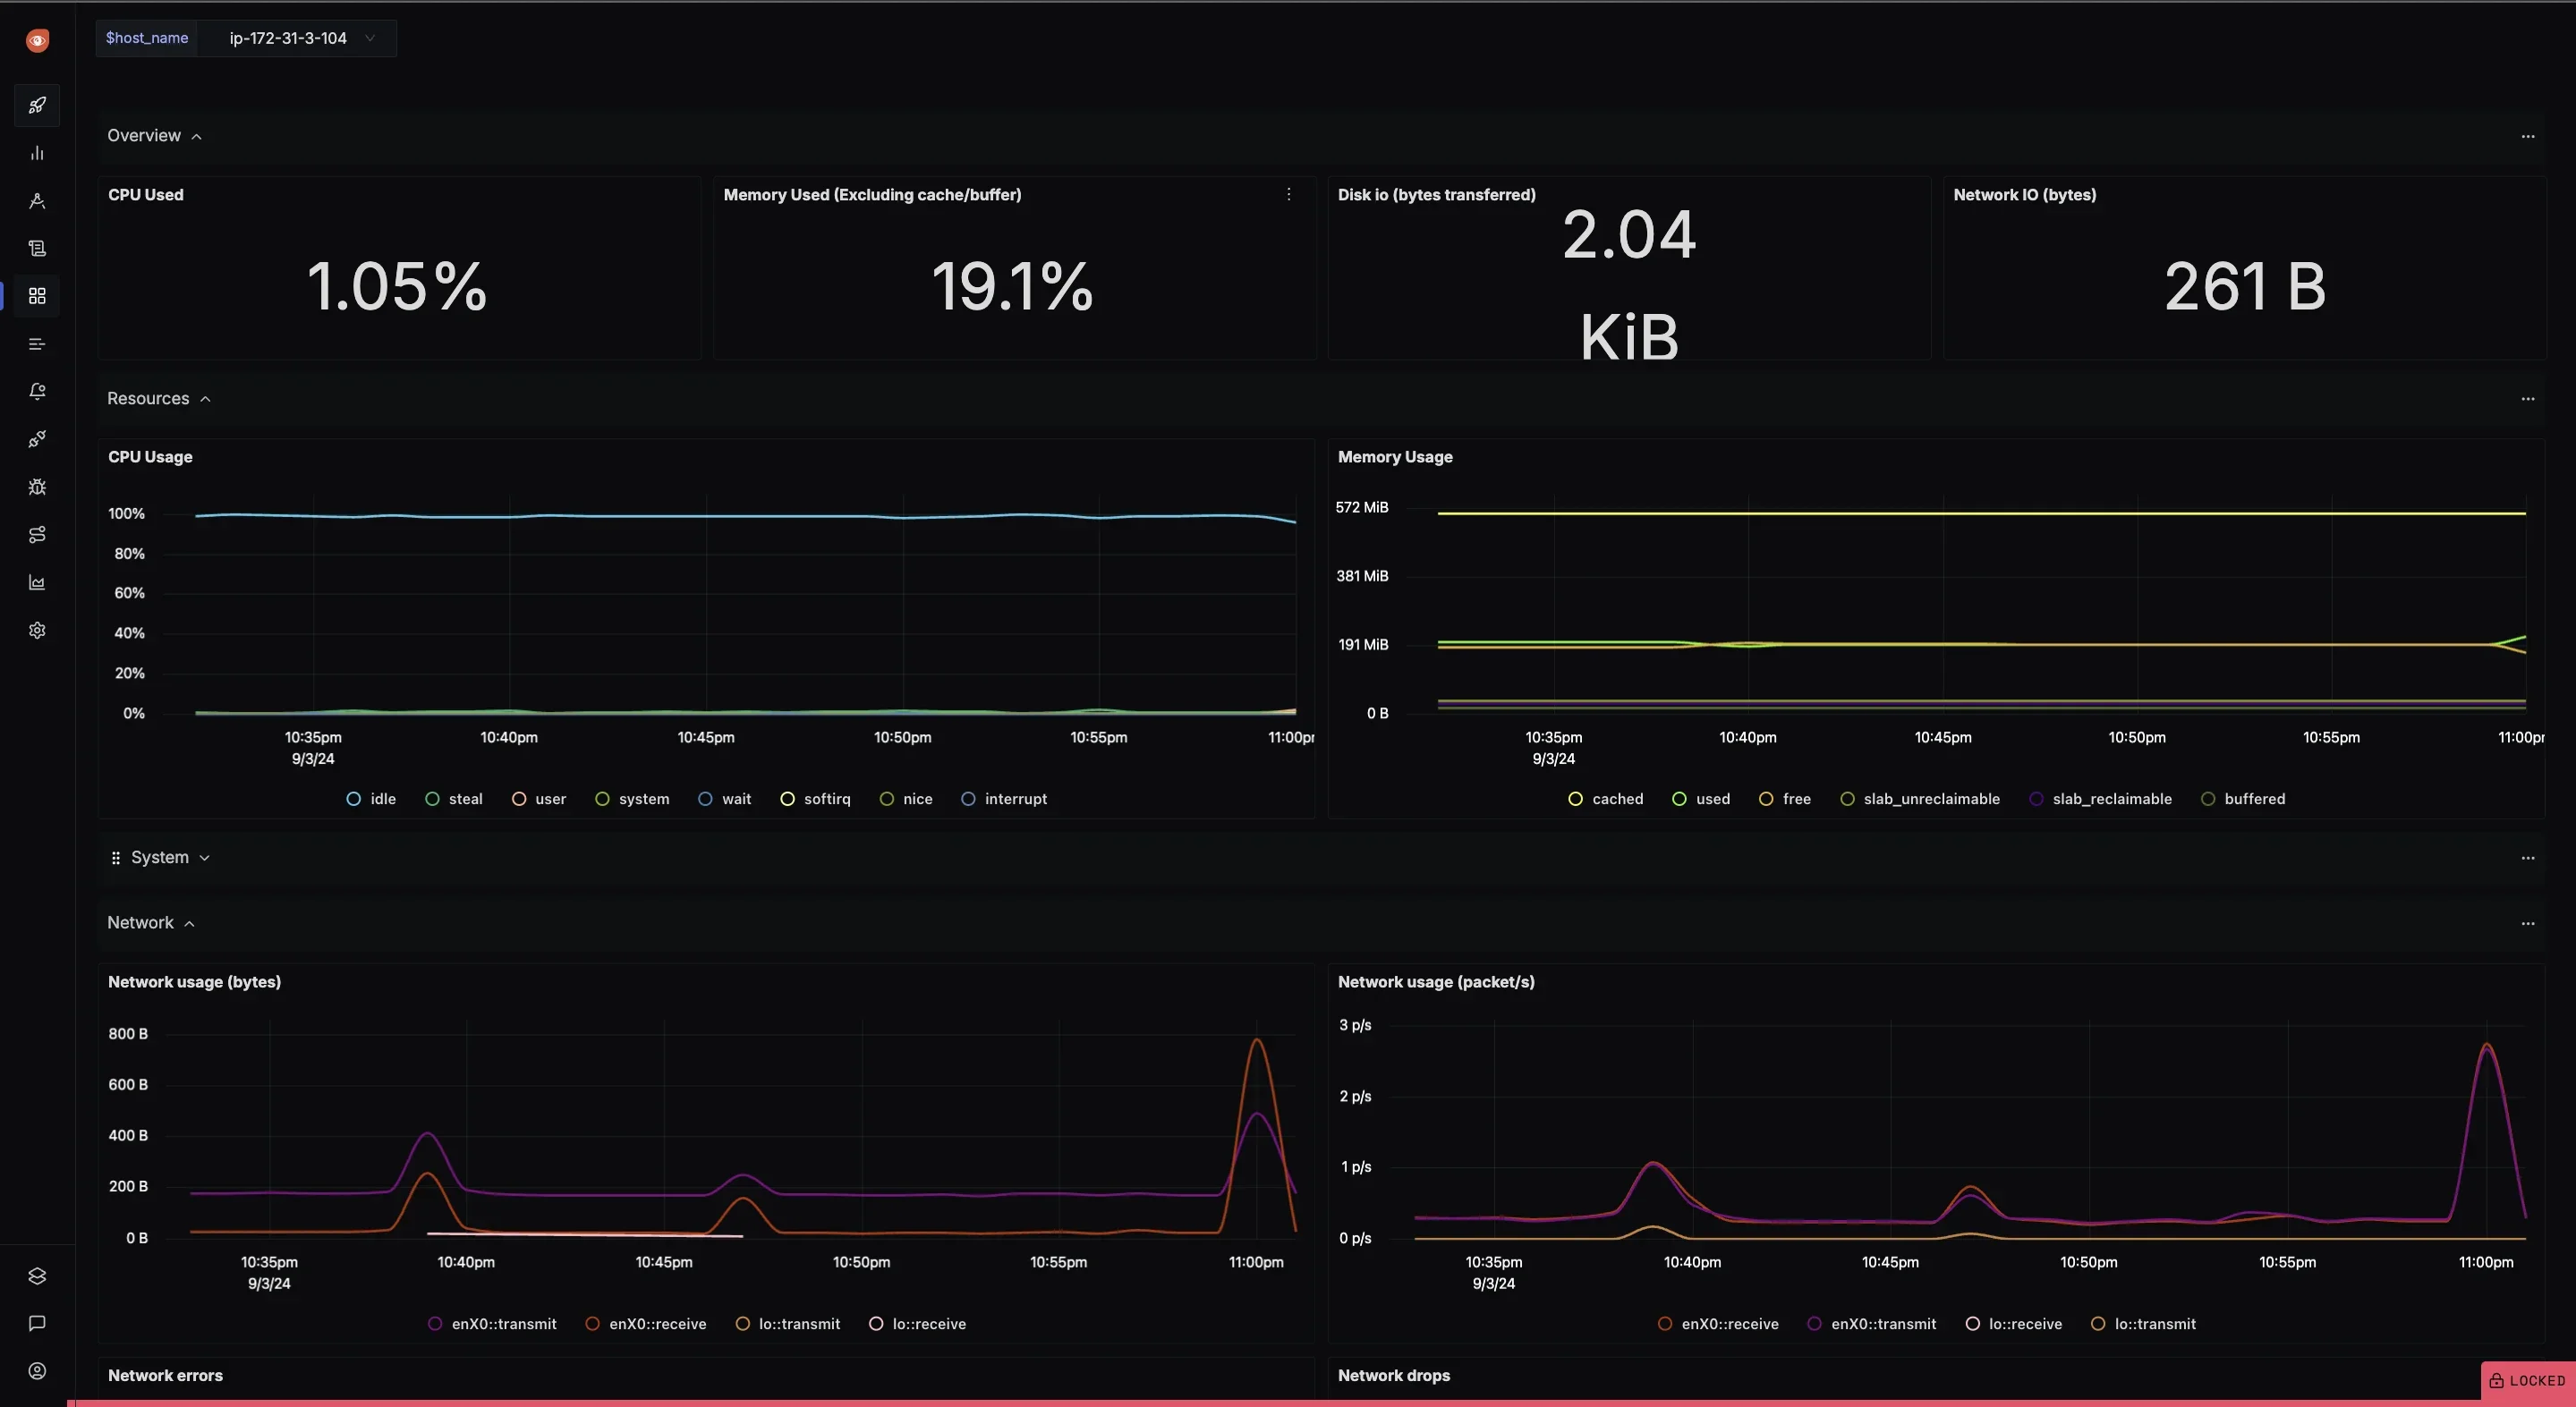 $host_name ip-172-31-3-104
Overview
CPU Used
1.05%
Memory Used (Excluding cache/buffer)
19.1%
Disk io (bytes transferred)
2.04
KiB
Network IO (bytes)
261 B
Resources
CPU Usage
100%
80%
60%
40%
20%
0%
10:35pm 10:40pm 10:45pm 10:50pm 10:55pm 11:00pr
9/3/24
idle steal user system wait softirq nice interrupt
Memory Usage
572 MiB
381 MiB
191 MiB
0 B
10:35pm 10:40pm 10:45pm 10:50pm 10:55pm 11:00pr
9/3/24
cached used free slab_unreclaimable slab_reclaimable buffered
System
Network
Network usage (bytes)
800 B
600 B
400 B
200 B
0 B
10:35pm 10:40pm 10:45pm 10:50pm 10:55pm 11:00pm
9/3/24
enX0::transmit enX0::receive lo::transmit lo::receive
Network usage (packet/s)
3 p/s
2 p/s
1 p/s
0 p/s
10:35pm 10:40pm 10:45pm 10:50pm 10:55pm 11:00pm
9/3/24
enX0::receive enX0::transmit lo::receive lo::transmit
Network errors
Network drops
LOCKED